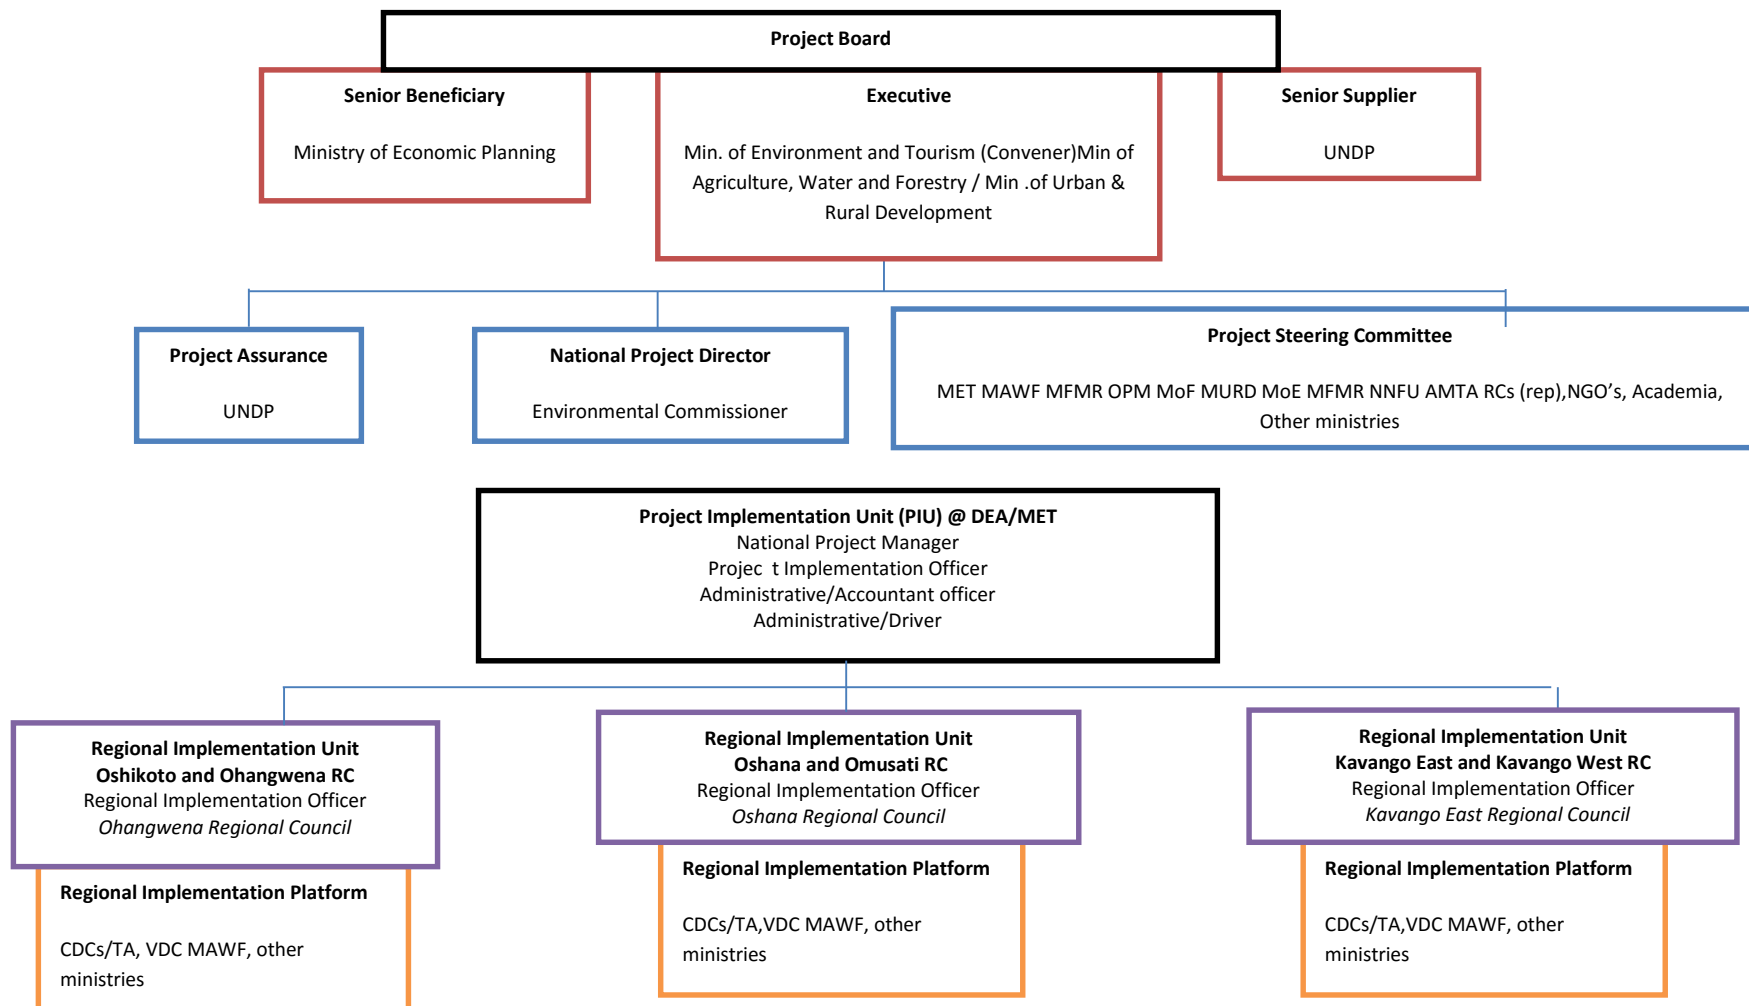 Project Board
Senior Beneficiary
Ministry of Economic Planning
Executive
Min. of Environment and Tourism (Convener)Min of
Agriculture, Water and Forestry / Min .of Urban &
Rural Development
Senior Supplier
UNDP
Project Assurance
UNDP
National Project Director
Environmental Commissioner
Project Steering Committee
MET MAWF MFMR OPM MoF MURD MoE MFMR NNFU AMTA RCs (rep),NGO’s, Academia,
Other ministries
Project Implementation Unit (PIU) @ DEA/MET
National Project Manager
Projec t Implementation Officer
Administrative/Accountant officer
Administrative/Driver
Regional Implementation Unit
Oshikoto and Ohangwena RC
Regional Implementation Officer
Ohangwena Regional Council
Regional Implementation Platform
CDCs/TA, VDC MAWF, other
ministries
Regional Implementation Unit
Oshana and Omusati RC
Regional Implementation Officer
Oshana Regional Council
Regional Implementation Platform
CDCs/TA,VDC MAWF, other
ministries
Regional Implementation Unit
Kavango East and Kavango West RC
Regional Implementation Officer
Kavango East Regional Council
Regional Implementation Platform
CDCs/TA,VDC MAWF, other
ministries